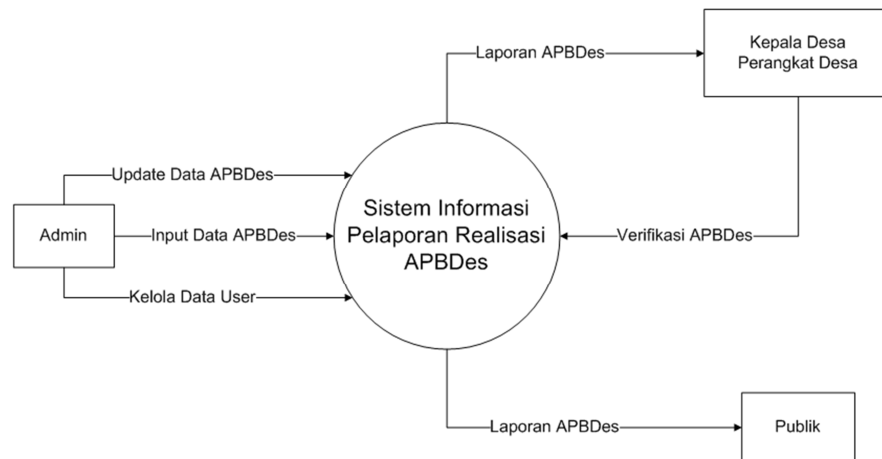 Laporan APBDes
Kepala Desa
Perangkat Desa
Update Data APBDes
Admin
Input Data APBDes
Kelola Data User
Sistem Informasi
Pelaporan Realisasi
APBDes
Verifikasi APBDes
Laporan APBDes
Publik